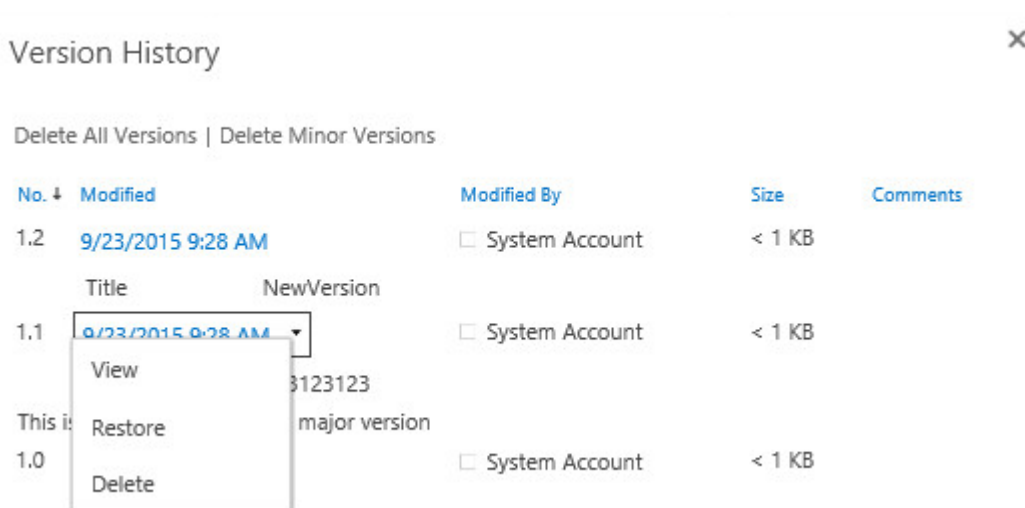 Version History
Delete All Versions | Delete Minor Versions
No. ↓ Modified Modified By Size Comments
1.2 9/23/2015 9:28 AM System Account < 1 KB
Title NewVersion
1.1 9/23/2015 9:28 AM System Account < 1 KB
View
3123123
This is major version
Restore
1.0 System Account < 1 KB
Delete